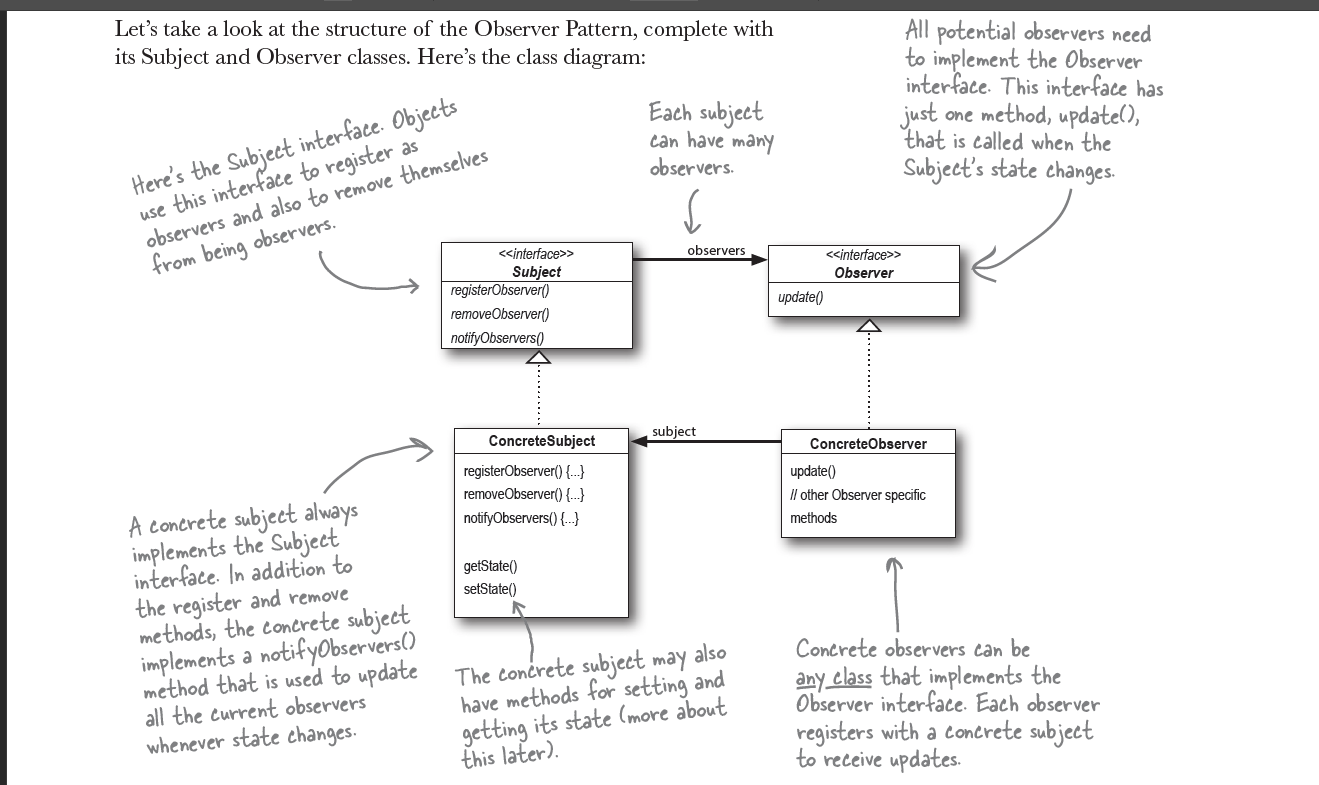 Let's take a look at the structure of the Observer Pattern, complete with
its Subject and Observer classes. Here's the class diagram:
Here's the Subject interface. Objects
use this interface to register as
observers and also to remove themselves
from being observers.
Each subject
can have many
observers.
All potential observers need
to implement the Observer
interface. This interface has
just one method, update(),
that is called when the
Subject's state changes.
<<interface>>
Subject
registerObserver()
removeObserver()
notifyObservers()
observers
<<interface>>
Observer
update()
A concrete subject always
implements the Subject
interface. In addition to
the register and remove
methods, the concrete subject
implements a notifyObservers()
method that is used to update
all the current observers
whenever state changes.
ConcreteSubject
registerObserver() {...}
removeObserver() {...}
notifyObservers() {...}
getState()
setState()
subject
ConcreteObserver
update()
// other Observer specific
methods
The concrete subject may also
have methods for setting and
getting its state (more about
this later).
Concrete observers can be
any class that implements the
Observer interface. Each observer
registers with a concrete subject
to receive updates.